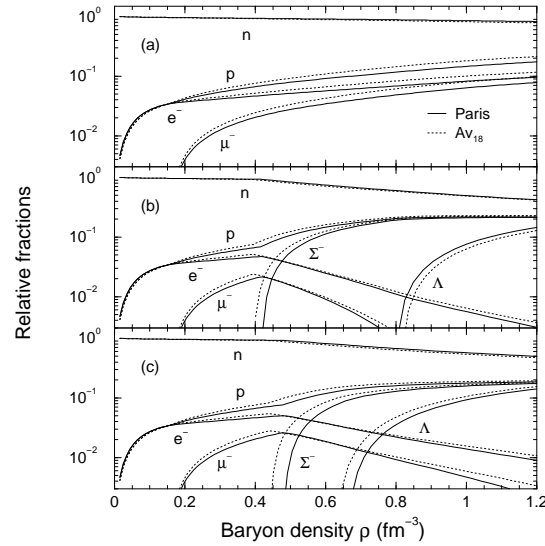 10⁰
n
(a)
p
10⁻¹
e⁻
Paris
10⁻²
μ⁻
Av₁₈
10⁰
n
(b)
p
10⁻¹
Σ⁻
e⁻
10⁻²
μ⁻
Λ
10⁰
n
(c)
p
10⁻¹
e⁻
Λ
10⁻²
μ⁻
Σ⁻
0 0.2 0.4 0.6 0.8 1 1.2
Baryon density ρ (fm⁻³)
Relative fractions